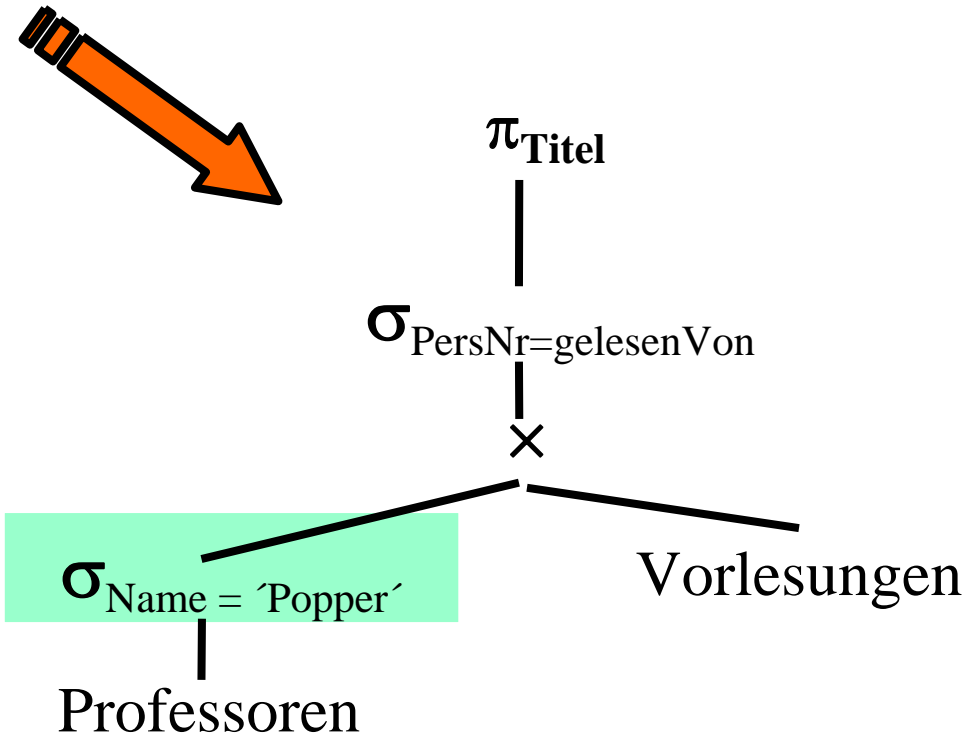 πTitel
σPersNr=gelesenVon
×
σName = ´Popper´
Vorlesungen
Professoren